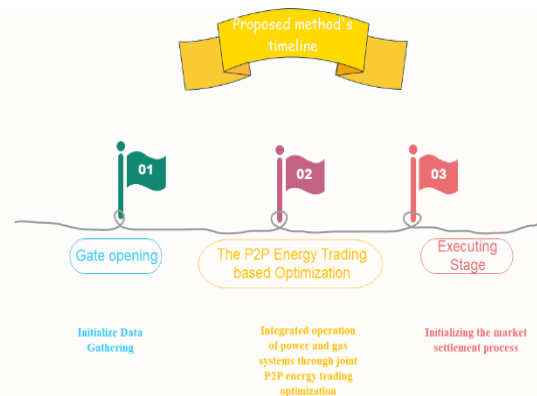 Proposed method's
timeline
01
02
03
Gate opening
The P2P Energy Trading
based Optimization
Executing
Stage
Initialize Data
Gathering
Integrated operation
of power and gas
systems through joint
P2P energy trading
optimization
Initializing the market
settlement process